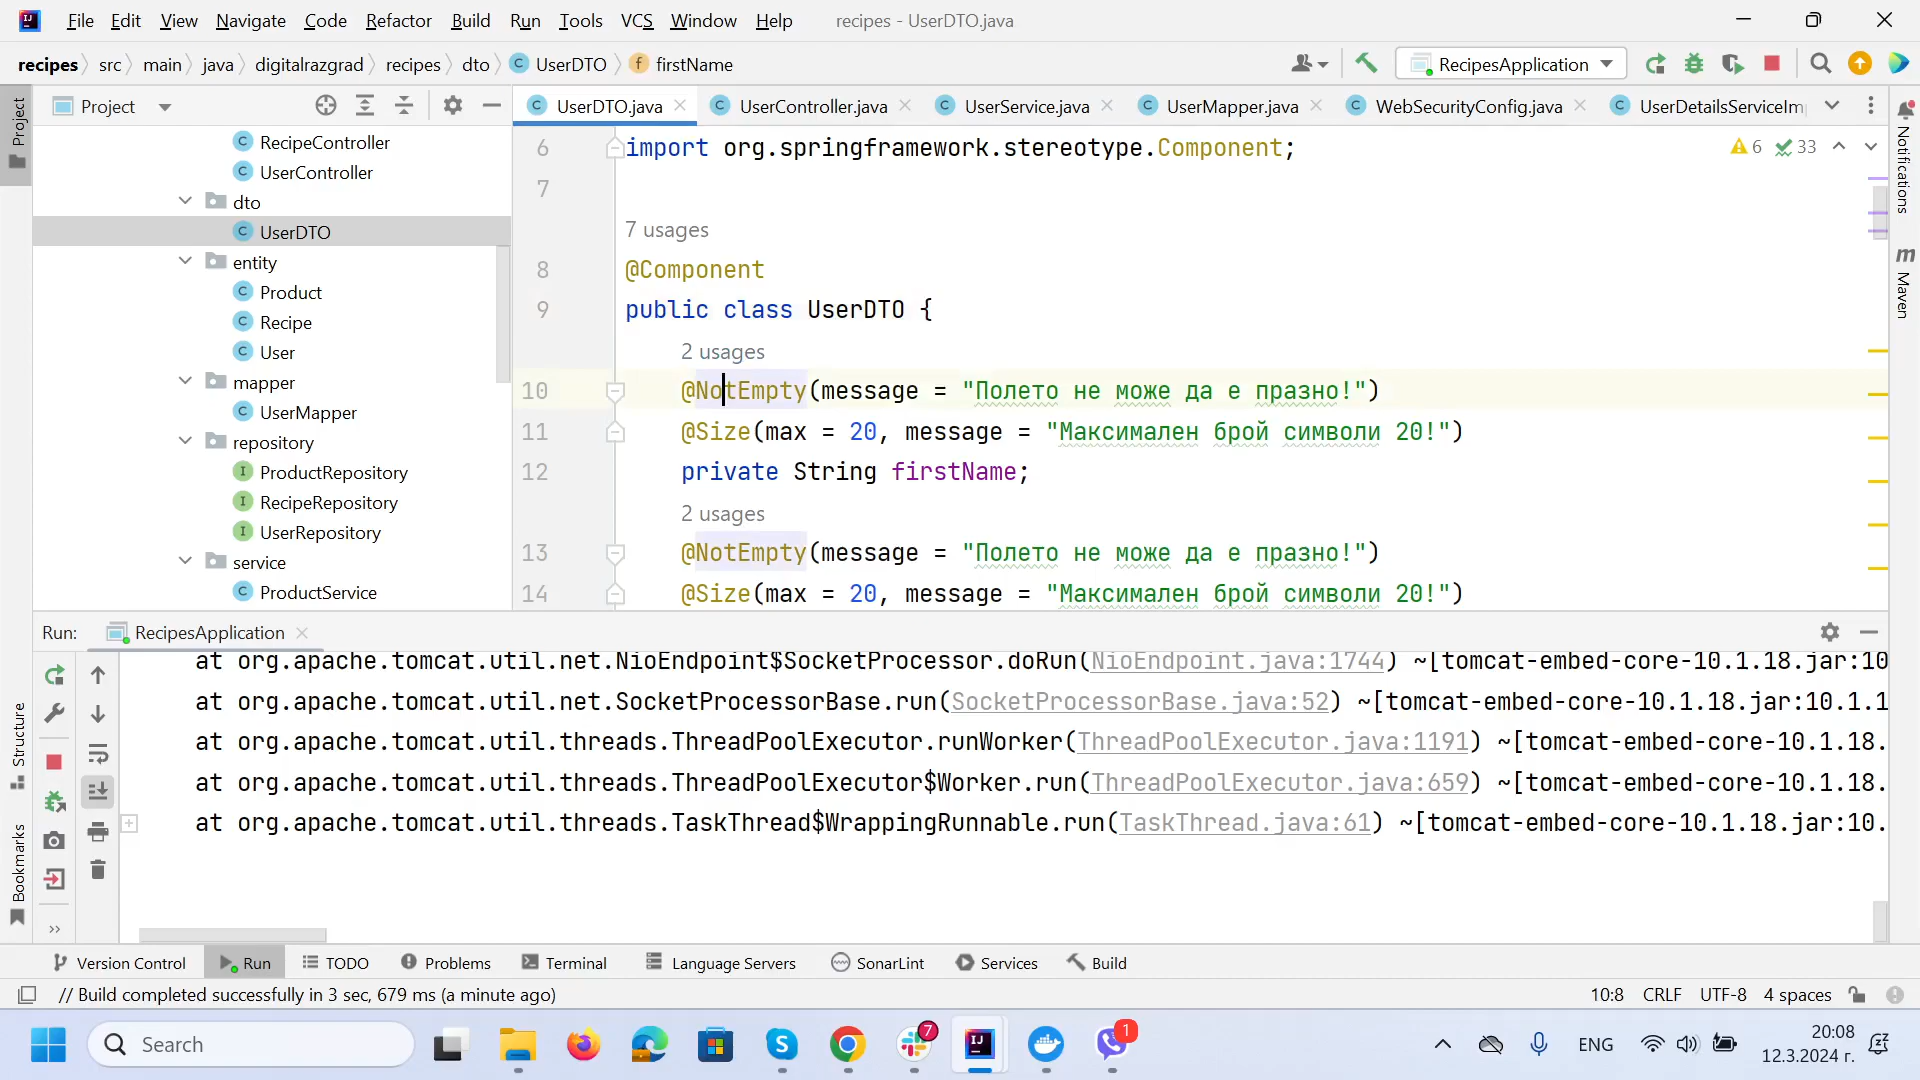 File Edit View Navigate Code Refactor Build Run Tools VCS Window Help recipes - UserDTO.java
recipes src main java digitalrazgrad recipes dto UserDTO firstName
RecipesApplication
Project
UserDTO.java UserController.java UserService.java UserMapper.java WebSecurityConfig.java UserDetailsServiceIm
Project
RecipeController
UserController
dto
UserDTO
entity
Product
Recipe
User
mapper
UserMapper
repository
ProductRepository
RecipeRepository
UserRepository
service
ProductService
6 import org.springframework.stereotype.Component;
6 33
7
7 usages
8 @Component
9 public class UserDTO {
2 usages
10 @NotEmpty(message = "Полето не може да е празно!")
11 @Size(max = 20, message = "Максимален брой символи 20!")
12 private String firstName;
2 usages
13 @NotEmpty(message = "Полето не може да е празно!")
14 @Size(max = 20, message = "Максимален брой символи 20!")
Notifications
Maven
Run: RecipesApplication
at org.apache.tomcat.util.net.NioEndpoint$SocketProcessor.doRun(NioEndpoint.java:1744) ~[tomcat-embed-core-10.1.18.jar:10
at org.apache.tomcat.util.net.SocketProcessorBase.run(SocketProcessorBase.java:52) ~[tomcat-embed-core-10.1.18.jar:10.1.1
at org.apache.tomcat.util.threads.ThreadPoolExecutor.runWorker(ThreadPoolExecutor.java:1191) ~[tomcat-embed-core-10.1.18.
at org.apache.tomcat.util.threads.ThreadPoolExecutor$Worker.run(ThreadPoolExecutor.java:659) ~[tomcat-embed-core-10.1.18.
at org.apache.tomcat.util.threads.TaskThread$WrappingRunnable.run(TaskThread.java:61) ~[tomcat-embed-core-10.1.18.jar:10.
Structure
Bookmarks
Version Control Run TODO Problems Terminal Language Servers SonarLint Services Build
// Build completed successfully in 3 sec, 679 ms (a minute ago)
10:8 CRLF UTF-8 4 spaces
Search
7
1
ENG
20:08
12.3.2024 г.